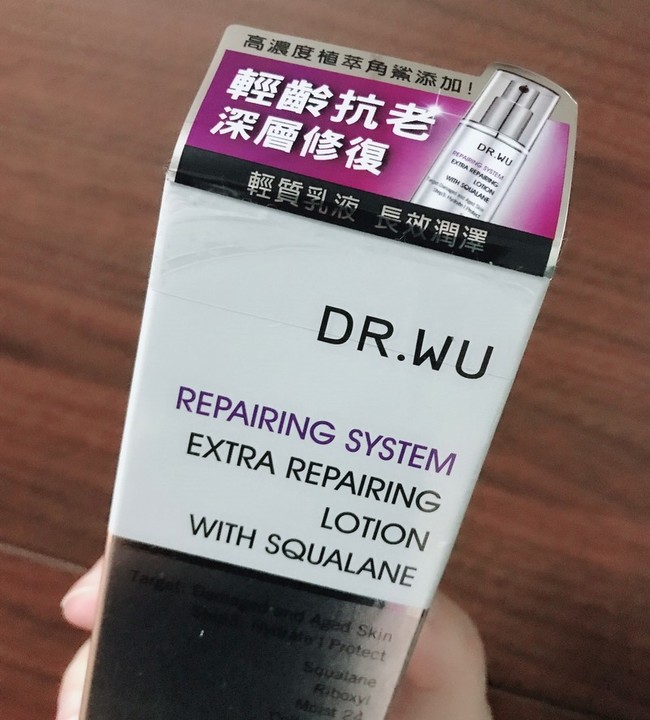 高濃度植萃角鯊添加!
輕齡抗老
深層修復
輕質乳液 長效潤澤
DR.WU
REPAIRING SYSTEM
EXTRA REPAIRING
LOTION
WITH SQUALANE
DR.WU
REPAIRING SYSTEM
EXTRA REPAIRING
LOTION
WITH SQUALANE
Target: Damaged and Aged Skin
Hydrate | Protect
Squalane
Riboxyl
Moist 24